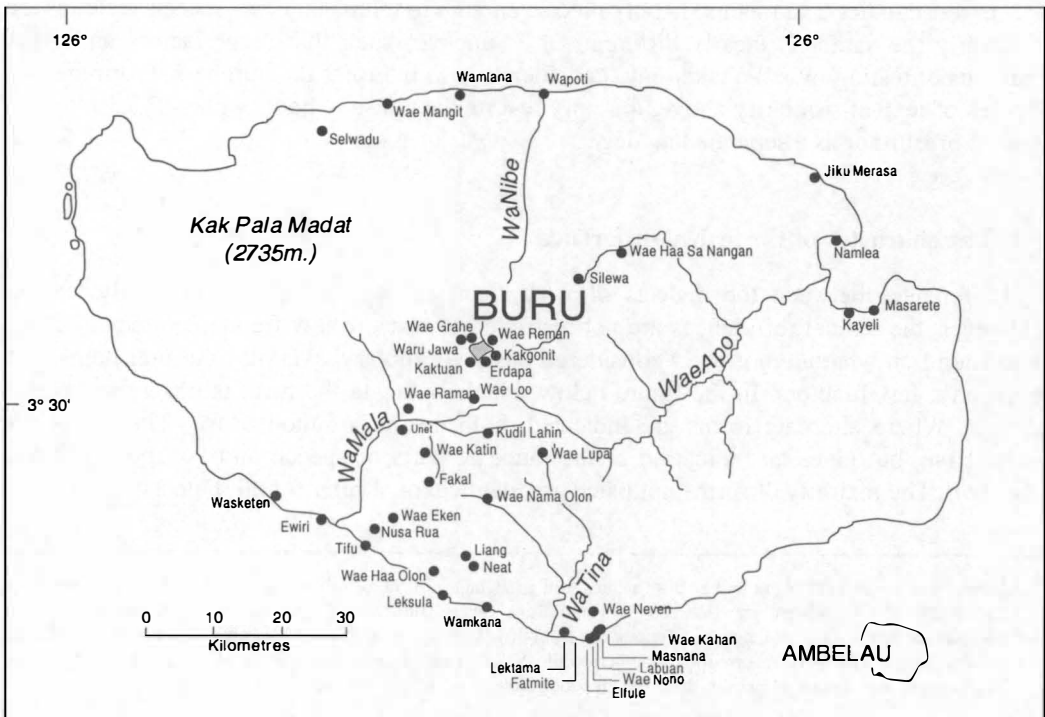 126°
126°
Wamlana
Wapoti
Wae Mangit
Selwadu
Jiku Merasa
WaNibe
Kak Pala Madat
(2735m.)
Namlea
Wae Haa Sa Nangan
Silewa
BURU
Masarete
Kayeli
Wae Grahe
Wae Reman
Waru Jawa
Kakgonit
Kaktuan
Erdapa
WaeApo
Wae Raman
Wae Loo
3° 30'
NaMala
Unet
Kudil Lahin
Wae Katin
Wae Lupa
Fakal
Wasketen
Wae Nama Olon
Ewiri
Wae Eken
Nusa Rua
Tifu
Liang
Neat
Wae Haa Olon
WaTina
Leksula
Wamkana
Wae Neven
0 10 20 30
Kilometres
Wae Kahan
Masnana
AMBELAU
Lektama
Labuan
Fatmite
Wae Nono
Elfule